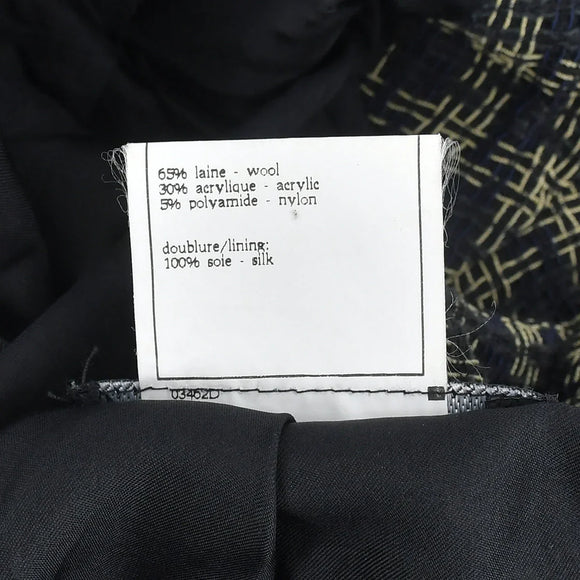 65% laine - wool
30% acrylique - acrylic
5% polyamide - nylon
doublure/lining:
100% soie - silk
03462D